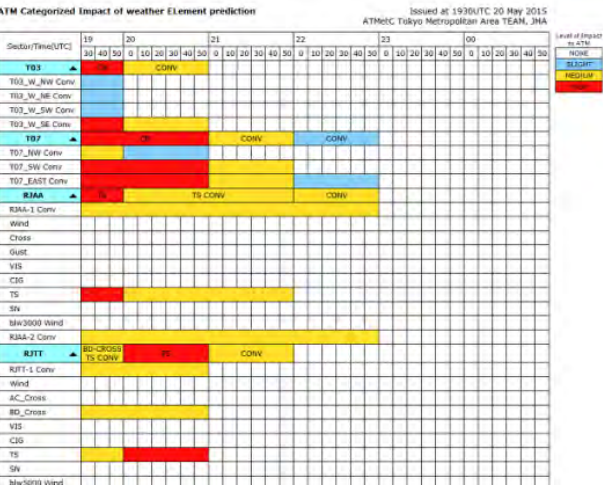 ATM Categorized Impact of weather ELement prediction
Issued at 1930UTC 20 May 2015
ATMetC Tokyo Metropolitan Area TEAM, JMA
Level of Impact
to ATM
NONE
SLIGHT
MEDIUM
Sector/Time[UTC] 19 20 21 22 23 00
30 40 50 0 10 20 30 40 50 0 10 20 30 40 50 0 10 20 30 40 50 0 10 20 30 40 50 0 10 20 30 40 50
T03 CONV
T03_W_NW Conv
T03_W_NE Conv
T03_W_SW Conv
T03_W_SE Conv
T07 CONV CONV
T07_NW Conv
T07_SW Conv
T07_EAST Conv
RJAA TS TS CONV CONV
RJAA-1 Conv
Wind
Cross
Gust
VIS
CIG
TS
SN
blw3000 Wind
RJAA-2 Conv
RJTT BD-CROSS TS CONV TS CONV
RJTT-1 Conv
Wind
AC_Cross
BD_Cross
VIS
CIG
TS
SN
blw3000 Wind